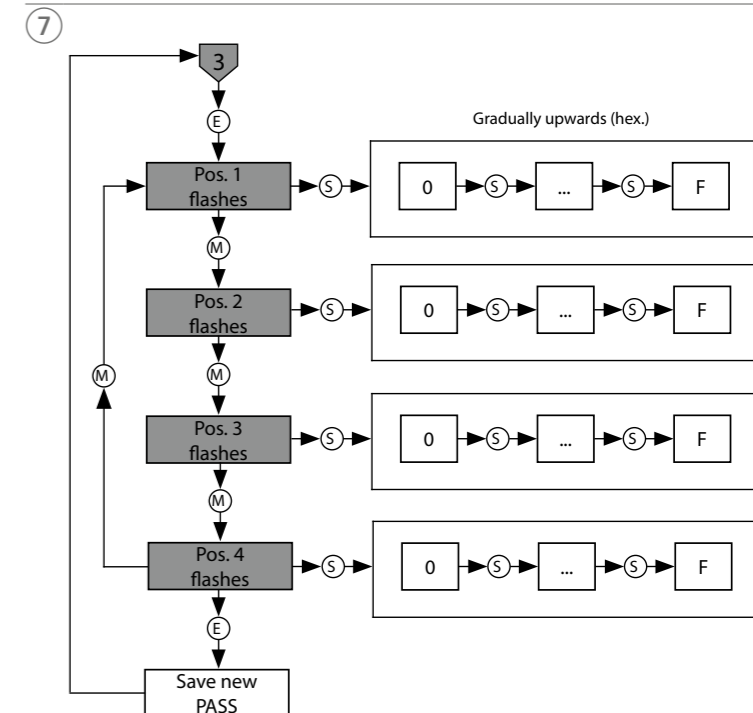 7
3
E
Gradually upwards (hex.)
Pos. 1
flashes
S
0
S
...
S
F
M
Pos. 2
flashes
S
0
S
...
S
F
M
M
Pos. 3
flashes
S
0
S
...
S
F
M
Pos. 4
flashes
S
0
S
...
S
F
E
Save new
PASS